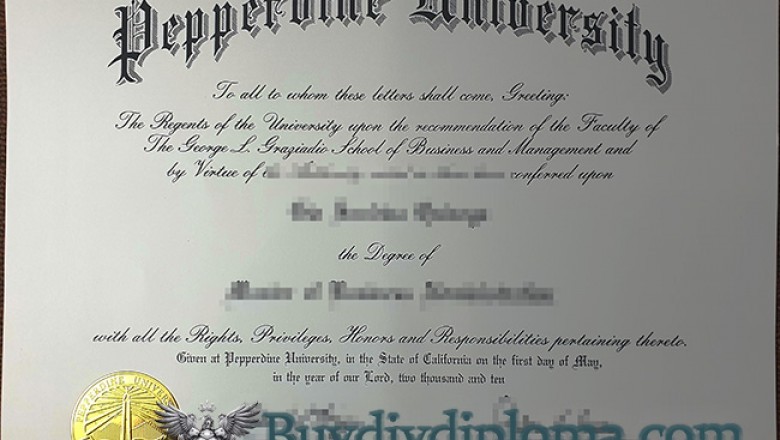 Pepperdine University
To all to whom these letters shall come, Greeting:
The Regents of the University upon the recommendation of the Faculty of
The George L. Graziadio School of Business and Management and
by Virtue of conferred upon
the Degree of
with all the Rights, Privileges, Honors and Responsibilities pertaining thereto.
Given at Pepperdine University, in the State of California on the first day of May,
in the year of our Lord, two thousand and ten
PEPPERDINE UNIVERSITY
Buydiydiploma.com